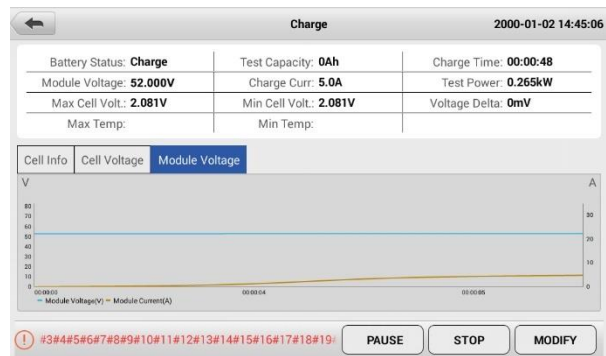 Charge 2000-01-02 14:45:06
Battery Status: Charge Test Capacity: 0Ah Charge Time: 00:00:48
Module Voltage: 52.000V Charge Curr: 5.0A Test Power: 0.265kW
Max Cell Volt.: 2.081V Min Cell Volt.: 2.081V Voltage Delta: 0mV
Max Temp: Min Temp:
Cell Info Cell Voltage Module Voltage
V A
80
70 30
60
50 20
40
30 10
20
10
0 0
00:00:03 00:00:04 00:00:05
Module Voltage(V) Module Current(A)
! #3#4#5#6#7#8#9#10#11#12#13#14#15#16#17#18#19# PAUSE STOP MODIFY